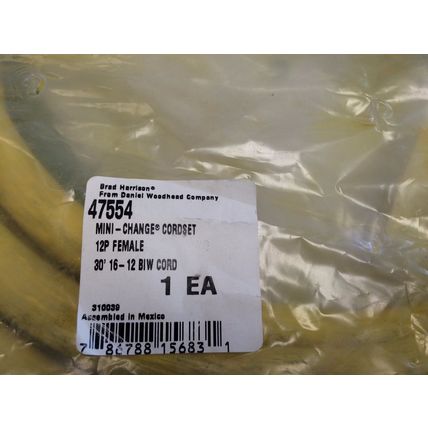 Brad Harrison®
From Daniel Woodhead Company
47554
MINI-CHANGE® CORDSET
12P FEMALE
30' 16-12 BIW CORD
1 EA
310039
Assembled in Mexico
7 86788 15683 1